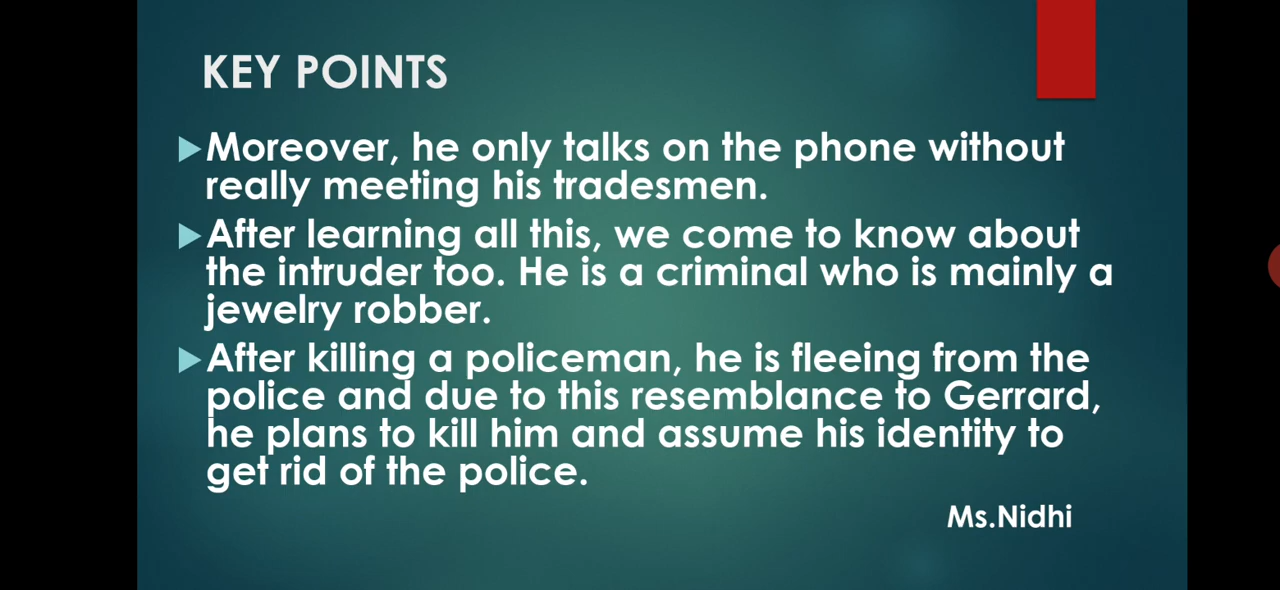 KEY POINTS
Moreover, he only talks on the phone without
really meeting his tradesmen.
After learning all this, we come to know about
the intruder too. He is a criminal who is mainly a
jewelry robber.
After killing a policeman, he is fleeing from the
police and due to this resemblance to Gerrard,
he plans to kill him and assume his identity to
get rid of the police.
Ms.Nidhi